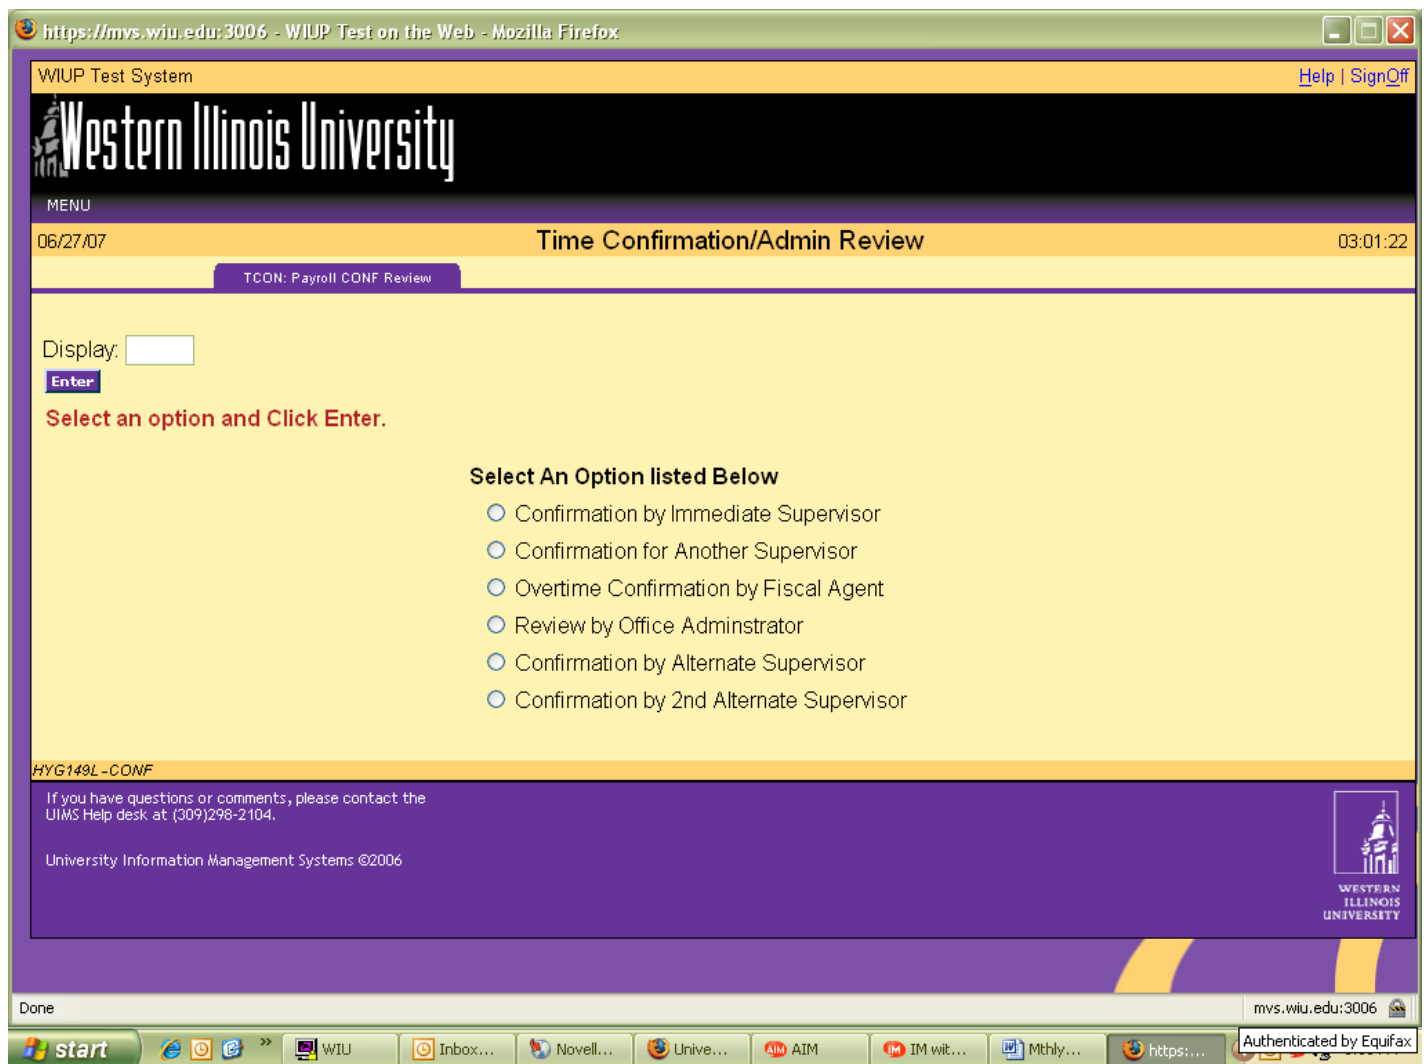 https://mvs.wiu.edu:3006 - WIUP Test on the Web - Mozilla Firefox
WIUP Test System
Help | SignOff
Western Illinois University
MENU
06/27/07
Time Confirmation/Admin Review
03:01:22
TCON: Payroll CONF Review
Display:
Enter
Select an option and Click Enter.
Select An Option listed Below
Confirmation by Immediate Supervisor
Confirmation for Another Supervisor
Overtime Confirmation by Fiscal Agent
Review by Office Adminstrator
Confirmation by Alternate Supervisor
Confirmation by 2nd Alternate Supervisor
HYG149L-CONF
If you have questions or comments, please contact the
UIMS Help desk at (309)298-2104.
University Information Management Systems ©2006
WESTERN
ILLINOIS
UNIVERSITY
Done
mvs.wiu.edu:3006
Authenticated by Equifax
start
WIU
Inbox...
Novell...
Unive...
AIM
IM wit...
Mthly...
https:...